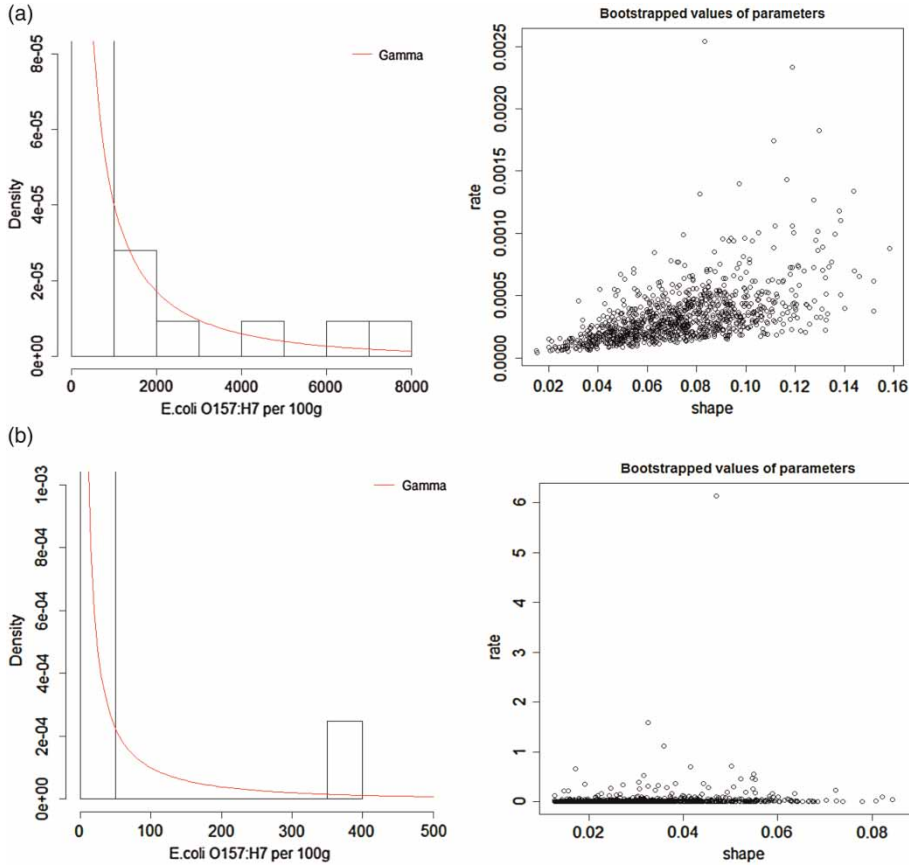 (a)
Gamma
Density
8e-05
6e-05
4e-05
2e-05
0e+00
0 2000 4000 6000 8000
E.coli O157:H7 per 100g
Bootstrapped values of parameters
rate
0.0025
0.0020
0.0015
0.0010
0.0005
0.0000
0.02 0.04 0.06 0.08 0.10 0.12 0.14 0.16
shape
(b)
Gamma
Density
1e-03
8e-04
6e-04
4e-04
2e-04
0e+00
0 100 200 300 400 500
E.coli O157:H7 per 100g
Bootstrapped values of parameters
rate
6
5
4
3
2
1
0
0.02 0.04 0.06 0.08
shape